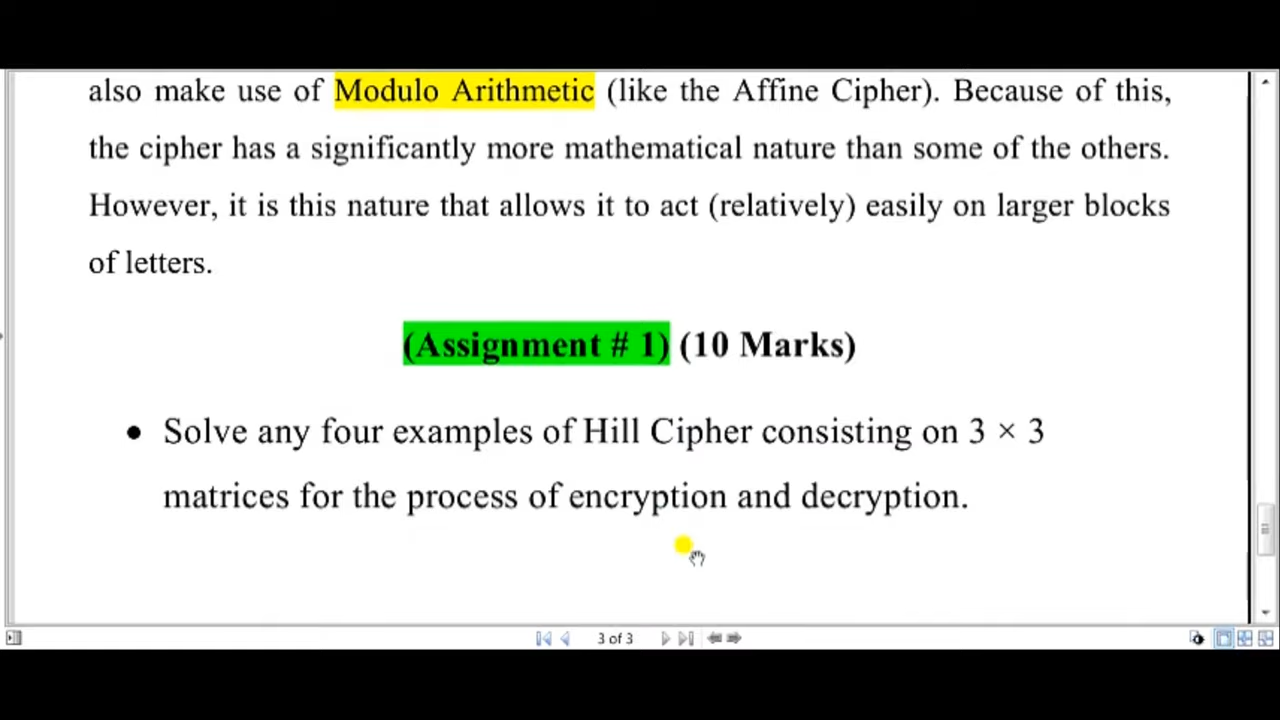 also make use of Modulo Arithmetic (like the Affine Cipher). Because of this,
the cipher has a significantly more mathematical nature than some of the others.
However, it is this nature that allows it to act (relatively) easily on larger blocks
of letters.
(Assignment # 1) (10 Marks)
• Solve any four examples of Hill Cipher consisting on 3 × 3
matrices for the process of encryption and decryption.
3 of 3